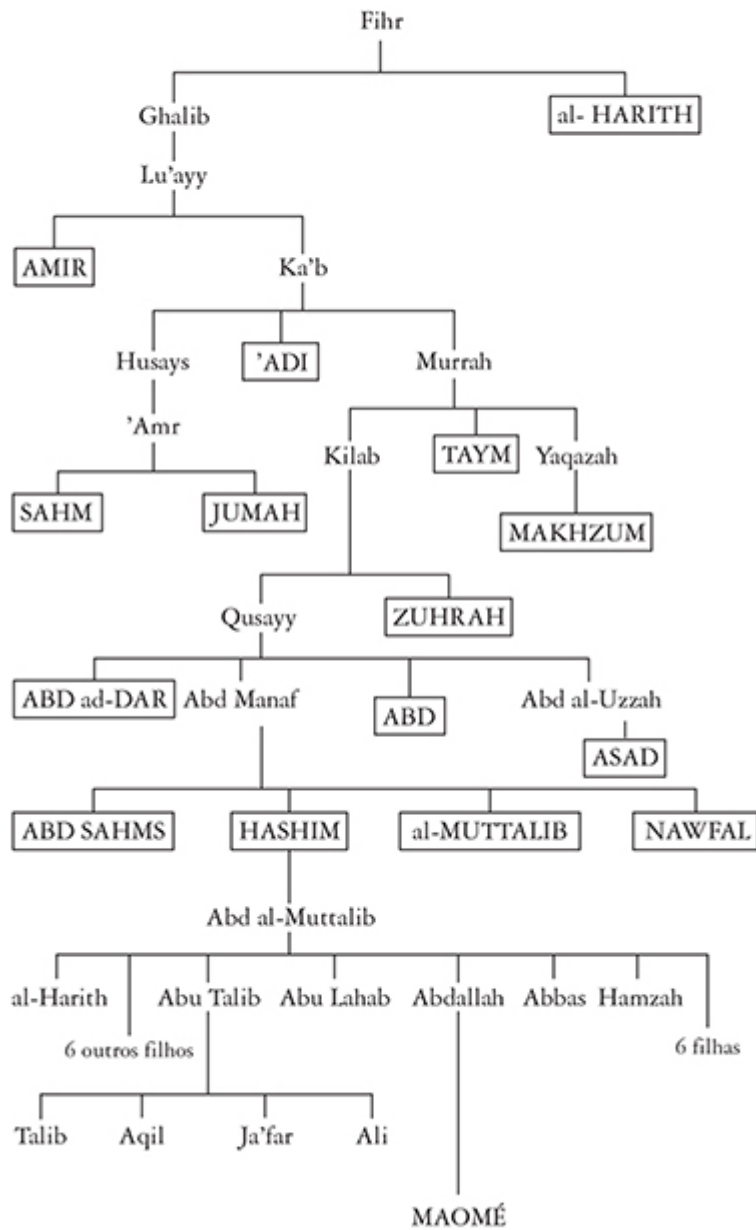 Fihr
Ghalib
al- HARITH
Lu'ayy
AMIR
Ka'b
Husays
'ADI
Murrah
'Amr
Kilab
TAYM
Yaqazah
SAHM
JUMAH
MAKHZUM
Qusayy
ZUHRAH
ABD ad-DAR
Abd Manaf
ABD
Abd al-Uzzah
ASAD
ABD SAHMS
HASHIM
al-MUTTALIB
NAWFAL
Abd al-Muttalib
al-Harith
Abu Talib
Abu Lahab
Abdallah
Abbas
Hamzah
6 outros filhos
6 filhas
Talib
Aqil
Ja'far
Ali
MAOMÉ